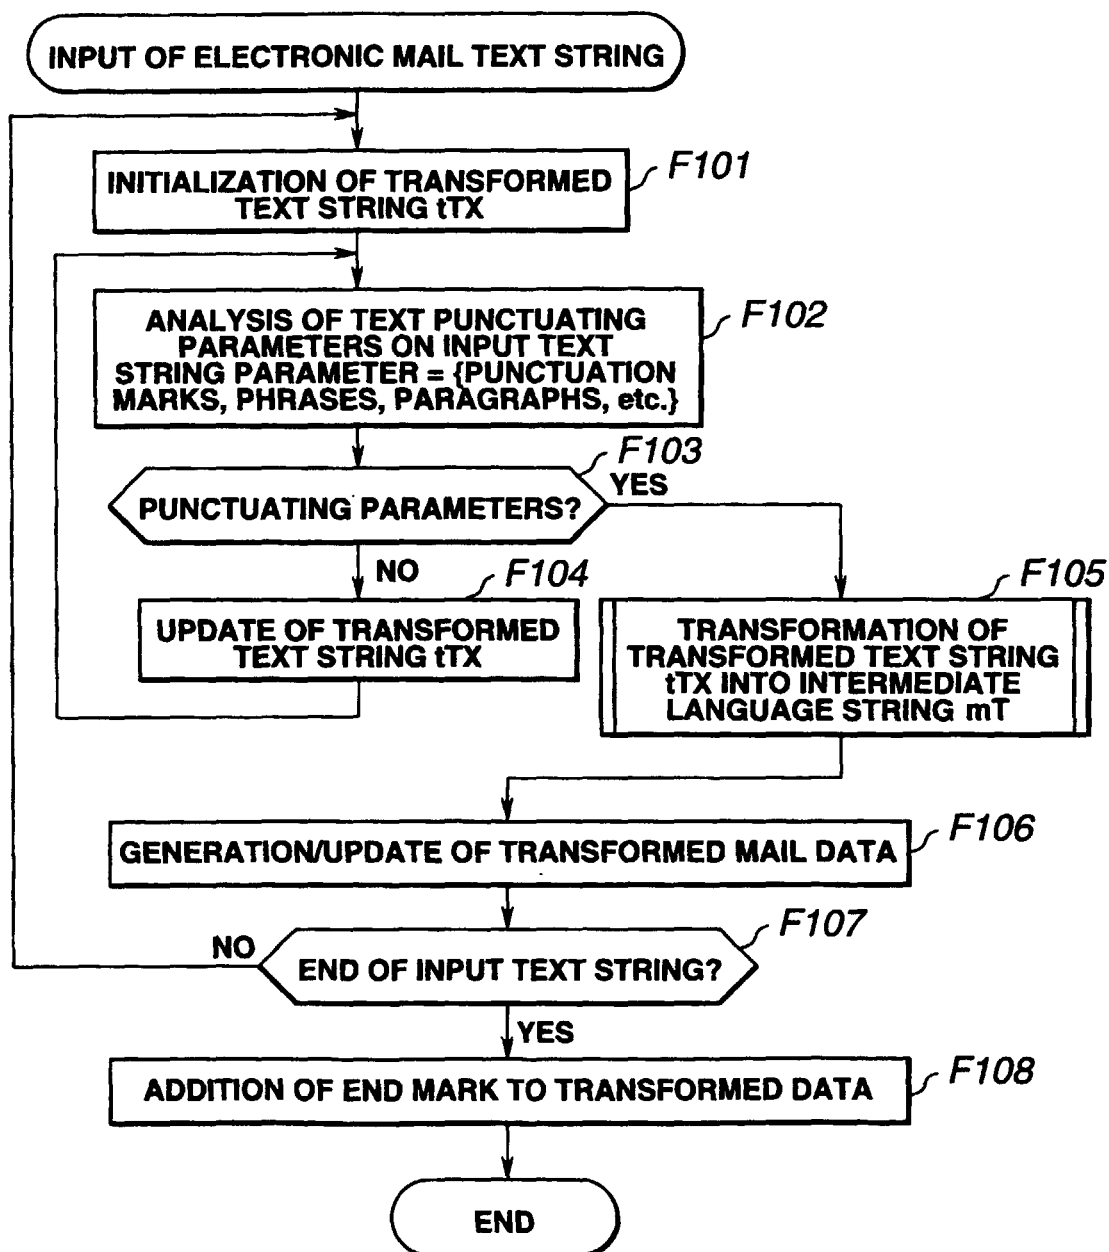 INPUT OF ELECTRONIC MAIL TEXT STRING
F101
INITIALIZATION OF TRANSFORMED
TEXT STRING tTX
F102
ANALYSIS OF TEXT PUNCTUATING
PARAMETERS ON INPUT TEXT
STRING PARAMETER = {PUNCTUATION
MARKS, PHRASES, PARAGRAPHS, etc.}
F103
YES
PUNCTUATING PARAMETERS?
NO
F104
UPDATE OF TRANSFORMED
TEXT STRING tTX
F105
TRANSFORMATION OF
TRANSFORMED TEXT STRING
tTX INTO INTERMEDIATE
LANGUAGE STRING mT
F106
GENERATION/UPDATE OF TRANSFORMED MAIL DATA
F107
NO
END OF INPUT TEXT STRING?
YES
F108
ADDITION OF END MARK TO TRANSFORMED DATA
END